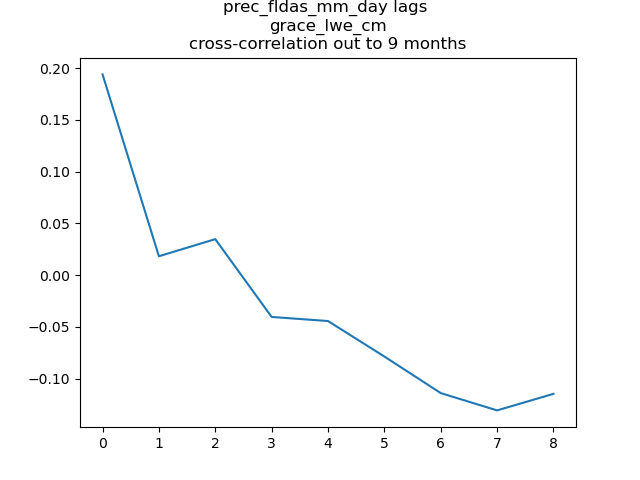 prec_fldas_mm_day lags
grace_lwe_cm
cross-correlation out to 9 months
0.20
0.15
0.10
0.05
0.00
−0.05
−0.10
0 1 2 3 4 5 6 7 8